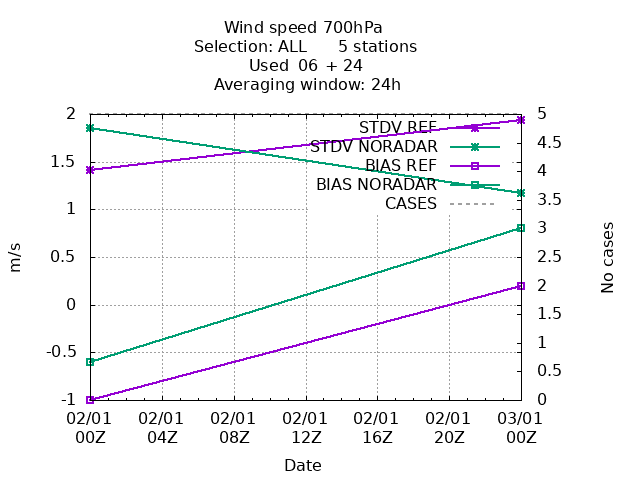 Wind speed 700hPa
Selection: ALL      5 stations
Used  06 + 24
Averaging window: 24h
2
1.5
1
0.5
0
-0.5
-1
m/s
STDV REF
STDV NORADAR
BIAS REF
BIAS NORADAR
CASES
5
4.5
4
3.5
3
2.5
2
1.5
1
0.5
0
No cases
02/01 02/01 02/01 02/01 02/01 02/01 03/01
00Z 04Z 08Z 12Z 16Z 20Z 00Z
Date